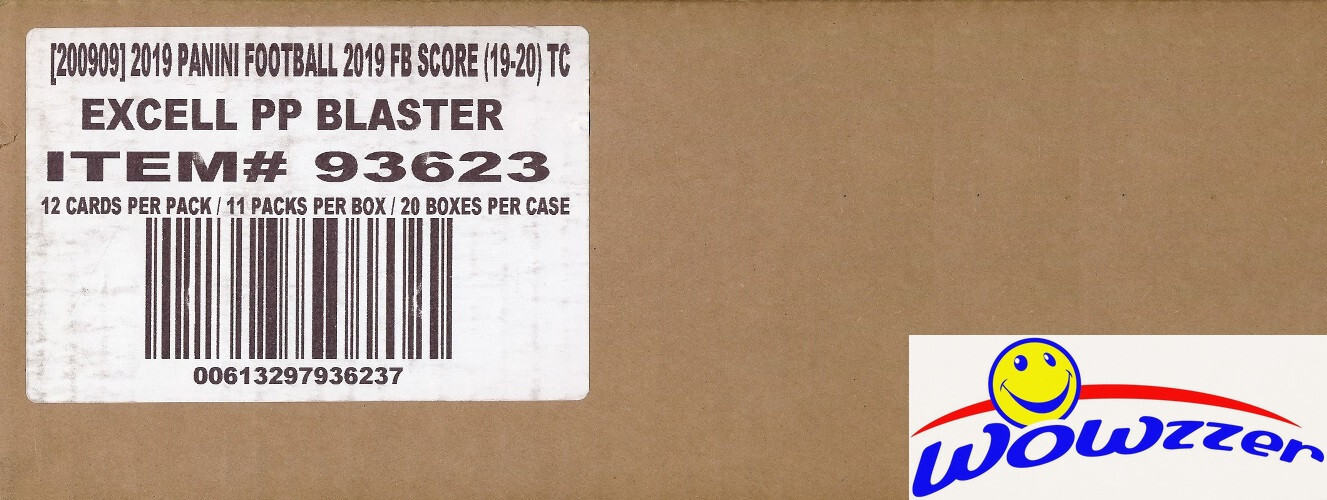 [200909] 2019 PANINI FOOTBALL 2019 FB SCORE (19-20) TC
EXCELL PP BLASTER
ITEM# 93623
12 CARDS PER PACK / 11 PACKS PER BOX / 20 BOXES PER CASE
00613297936237
wowzzer